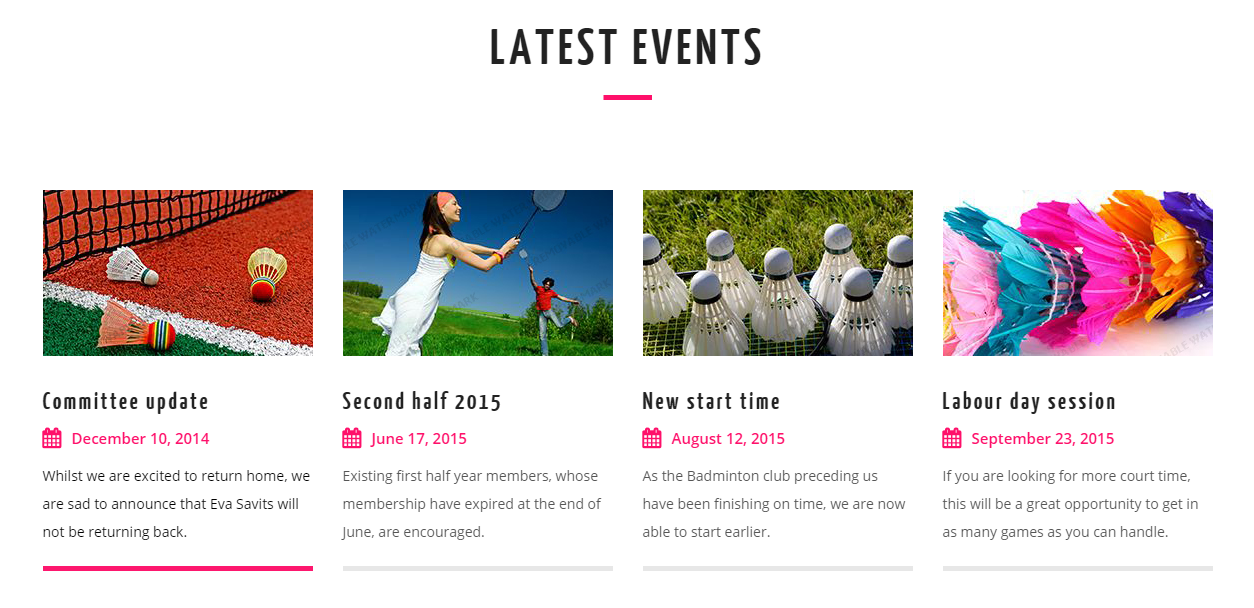 LATEST EVENTS
Committee update
December 10, 2014
Whilst we are excited to return home, we
are sad to announce that Eva Savits will
not be returning back.
Second half 2015
June 17, 2015
Existing first half year members, whose
membership have expired at the end of
June, are encouraged.
New start time
August 12, 2015
As the Badminton club preceding us
have been finishing on time, we are now
able to start earlier.
Labour day session
September 23, 2015
If you are looking for more court time,
this will be a great opportunity to get in
as many games as you can handle.